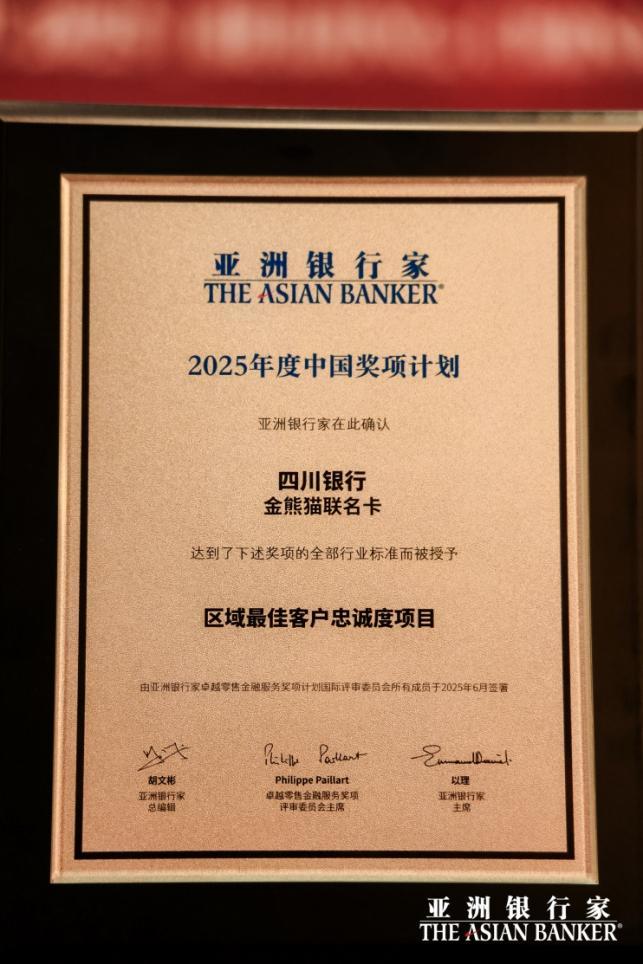 亚洲银行家
THE ASIAN BANKER®
2025年度中国奖项计划
亚洲银行家在此确认
四川银行
金熊猫联名卡
达到了下述奖项的全部行业标准而被授予
区域最佳客户忠诚度项目
由亚洲银行家卓越零售金融服务奖项计划国际评审委员会所有成员于2025年6月签署
Philippe Paillart
胡文彬
亚洲银行家
总编辑
Philippe Paillart
卓越零售金融服务奖项
评审委员会主席
以理
亚洲银行家
主席
亚洲银行家
THE ASIAN BANKER®